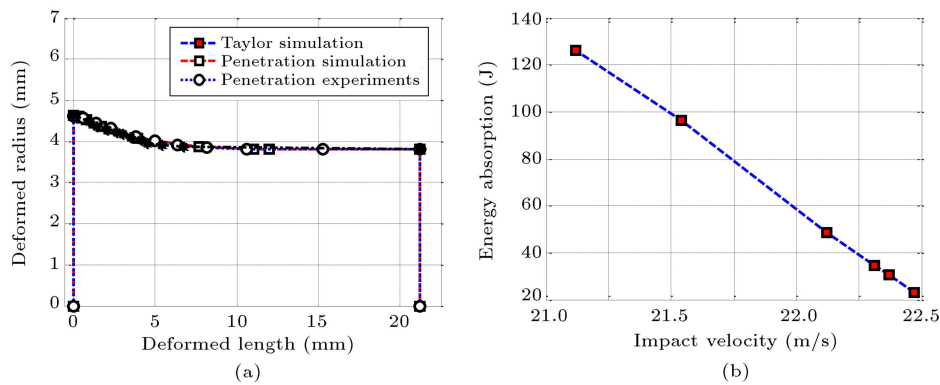 7
6
5
4
3
2
1
0
Deformed radius (mm)
Taylor simulation
Penetration simulation
Penetration experiments
0 5 10 15 20
Deformed length (mm)
(a)
140
120
100
80
60
40
20
Energy absorption (J)
21.0 21.5 22.0 22.5
Impact velocity (m/s)
(b)